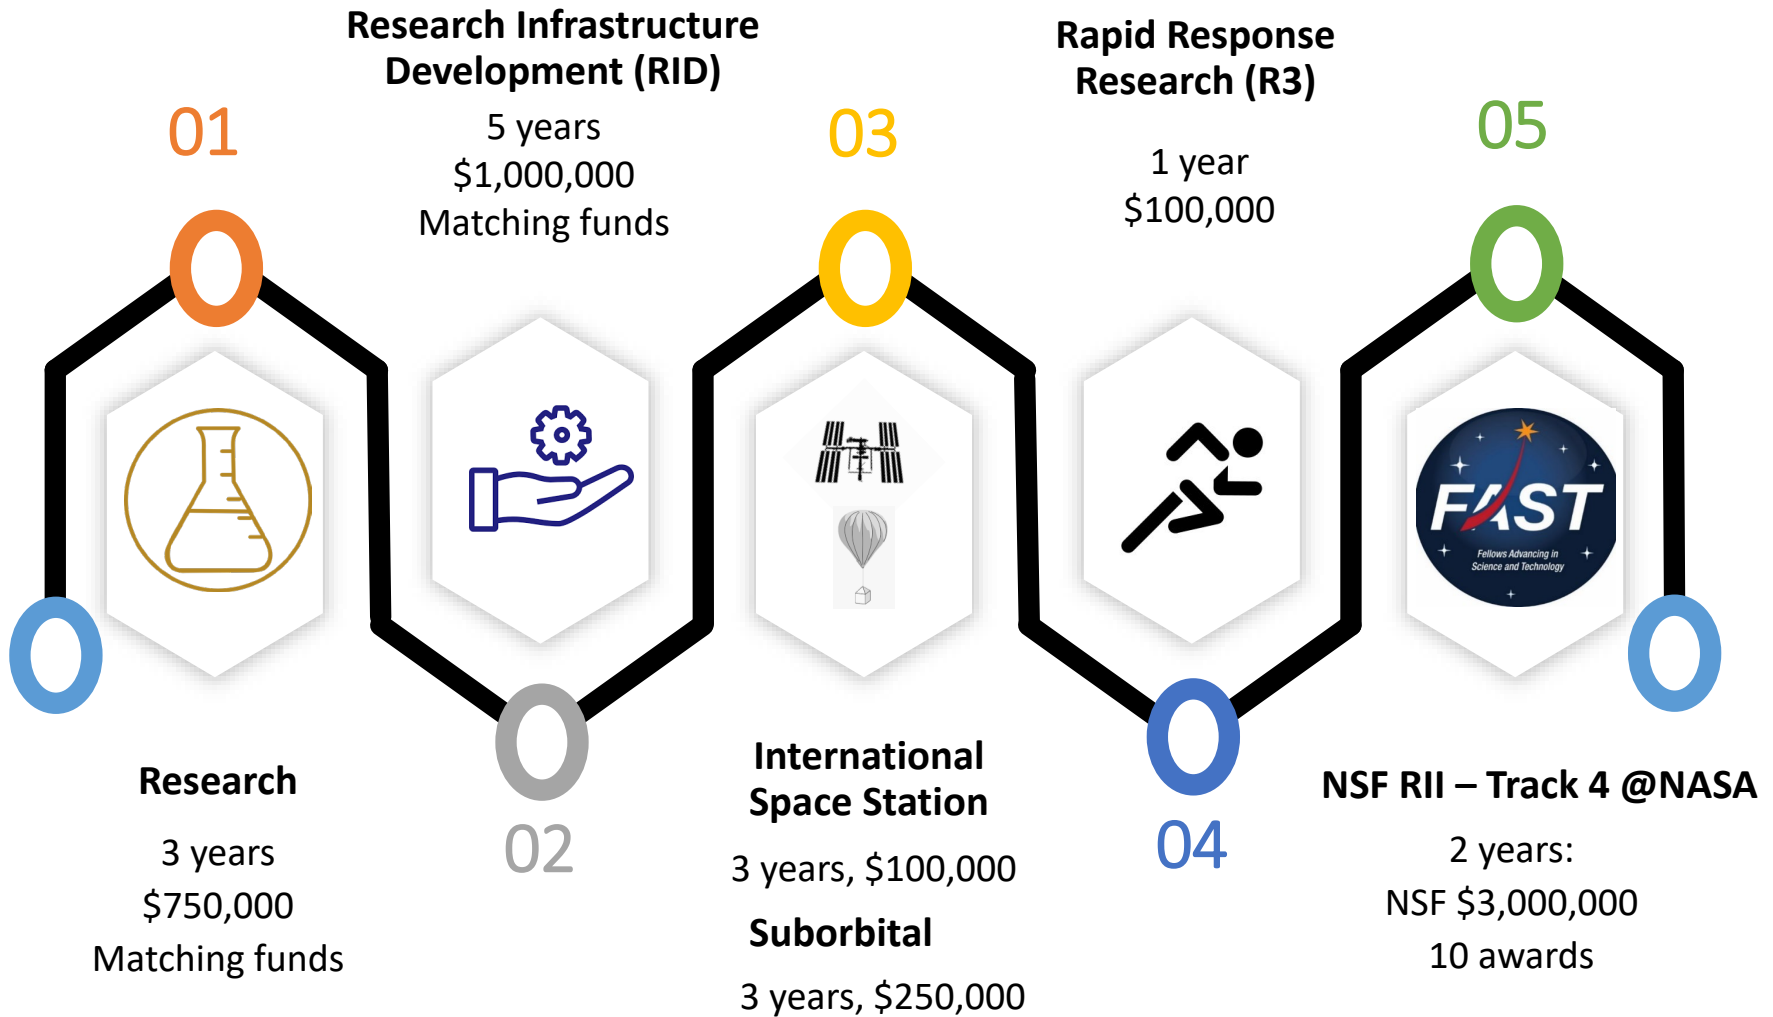 01
Research
3 years
$750,000
Matching funds
Research Infrastructure
Development (RID)
5 years
$1,000,000
Matching funds
02
03
International
Space Station
3 years, $100,000
Suborbital
3 years, $250,000
Rapid Response
Research (R3)
1 year
$100,000
04
05
FAST
Fellows Advancing in
Science and Technology
NSF RII – Track 4 @NASA
2 years:
NSF $3,000,000
10 awards